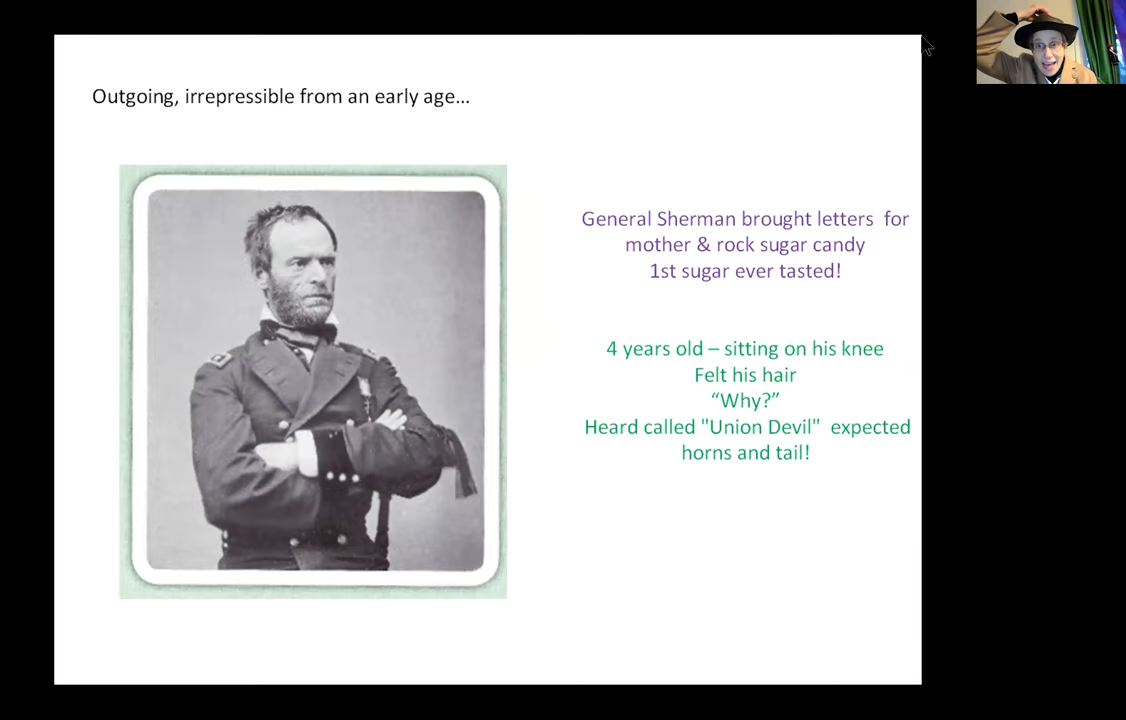 Outgoing, irrepressible from an early age...
General Sherman brought letters  for
mother & rock sugar candy
1st sugar ever tasted!
4 years old – sitting on his knee
Felt his hair
“Why?”
Heard called "Union Devil"  expected
horns and tail!